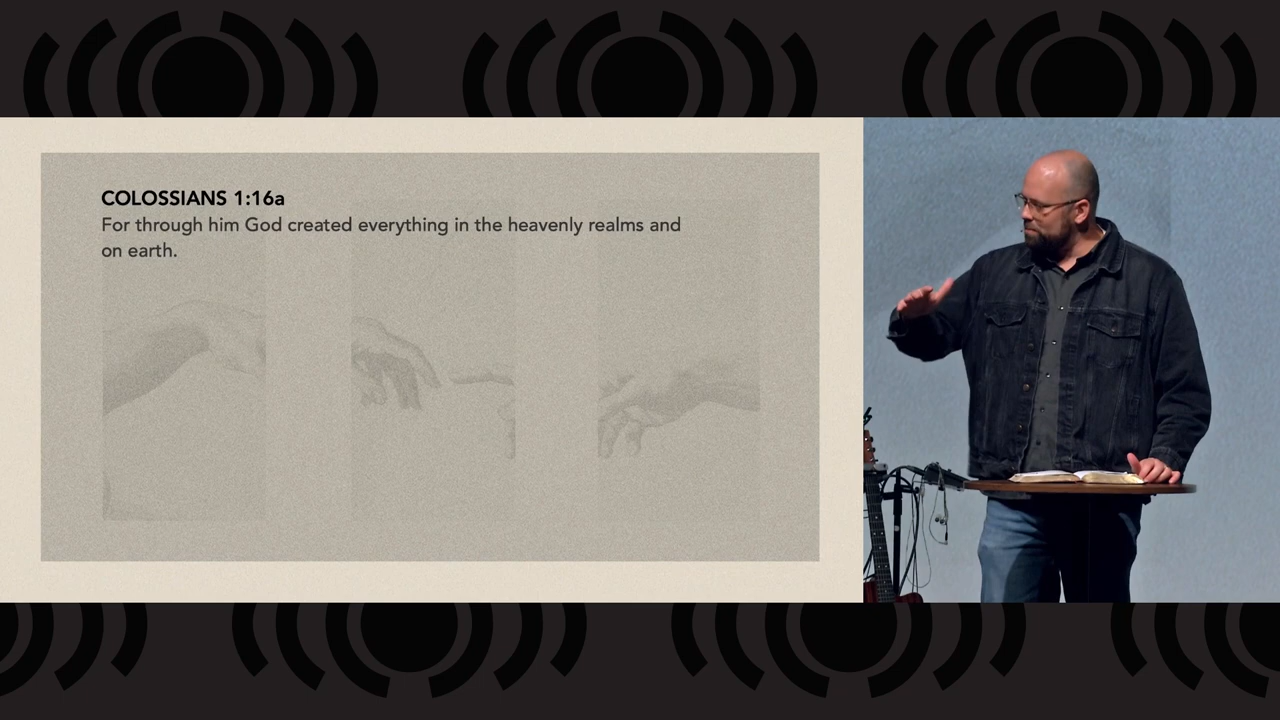 COLOSSIANS 1:16a
For through him God created everything in the heavenly realms and
on earth.